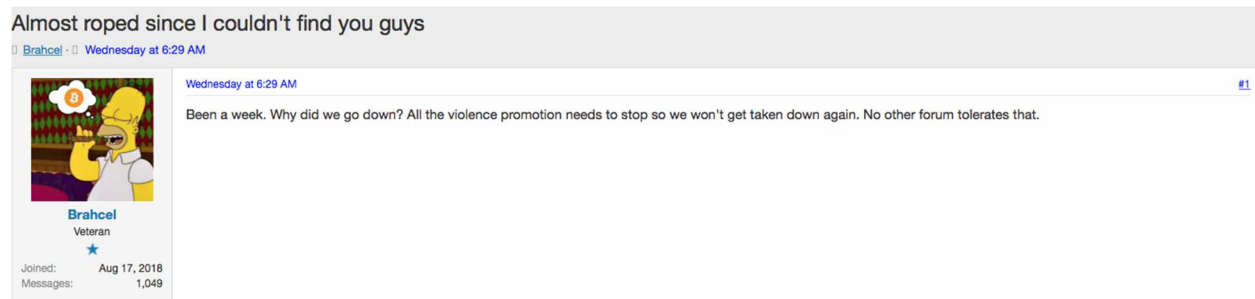 Almost roped since I couldn't find you guys
Brahcel · Wednesday at 6:29 AM
Wednesday at 6:29 AM #1
Been a week. Why did we go down? All the violence promotion needs to stop so we won't get taken down again. No other forum tolerates that.
Brahcel
Veteran
Joined: Aug 17, 2018
Messages: 1,049